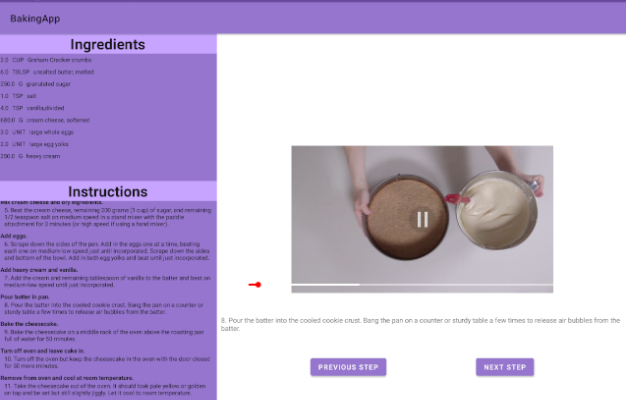 BakingApp
Ingredients
2.0 CUP Graham Cracker crumbs
6.0 TBLSP unsalted butter, melted
250.0 G granulated sugar
1.0 TSP salt
4.0 TSP vanilla,divided
680.0 G cream cheese, softened
3.0 UNIT large whole eggs
2.0 UNIT large egg yolks
250.0 G heavy cream
Instructions
Mix cream cheese and dry ingredients.
5. Beat the cream cheese, remaining 200 grams (1 cup) of sugar, and remaining
1/2 teaspoon salt on medium speed in a stand mixer with the paddle
attachment for 3 minutes (or high speed if using a hand mixer).
Add eggs.
6. Scrape down the sides of the pan. Add in the eggs one at a time, beating
each one on medium-low speed just until incorporated. Scrape down the sides
and bottom of the bowl. Add in both egg yolks and beat until just incorporated.
Add heavy cream and vanilla.
7. Add the cream and remaining tablespoon of vanilla to the batter and beat on
medium-low speed until just incorporated.
Pour batter in pan.
8. Pour the batter into the cooled cookie crust. Bang the pan on a counter or
sturdy table a few times to release air bubbles from the batter.
Bake the cheesecake.
9. Bake the cheesecake on a middle rack of the oven above the roasting pan
full of water for 50 minutes.
Turn off oven and leave cake in.
10. Turn off the oven but keep the cheesecake in the oven with the door closed
for 50 more minutes.
Remove from oven and cool at room temperature.
11. Take the cheesecake out of the oven. It should look pale yellow or golden
on top and be set but still slightly jiggly. Let it cool to room temperature.
8. Pour the batter into the cooled cookie crust. Bang the pan on a counter or sturdy table a few times to release air bubbles from the
batter.
PREVIOUS STEP
NEXT STEP